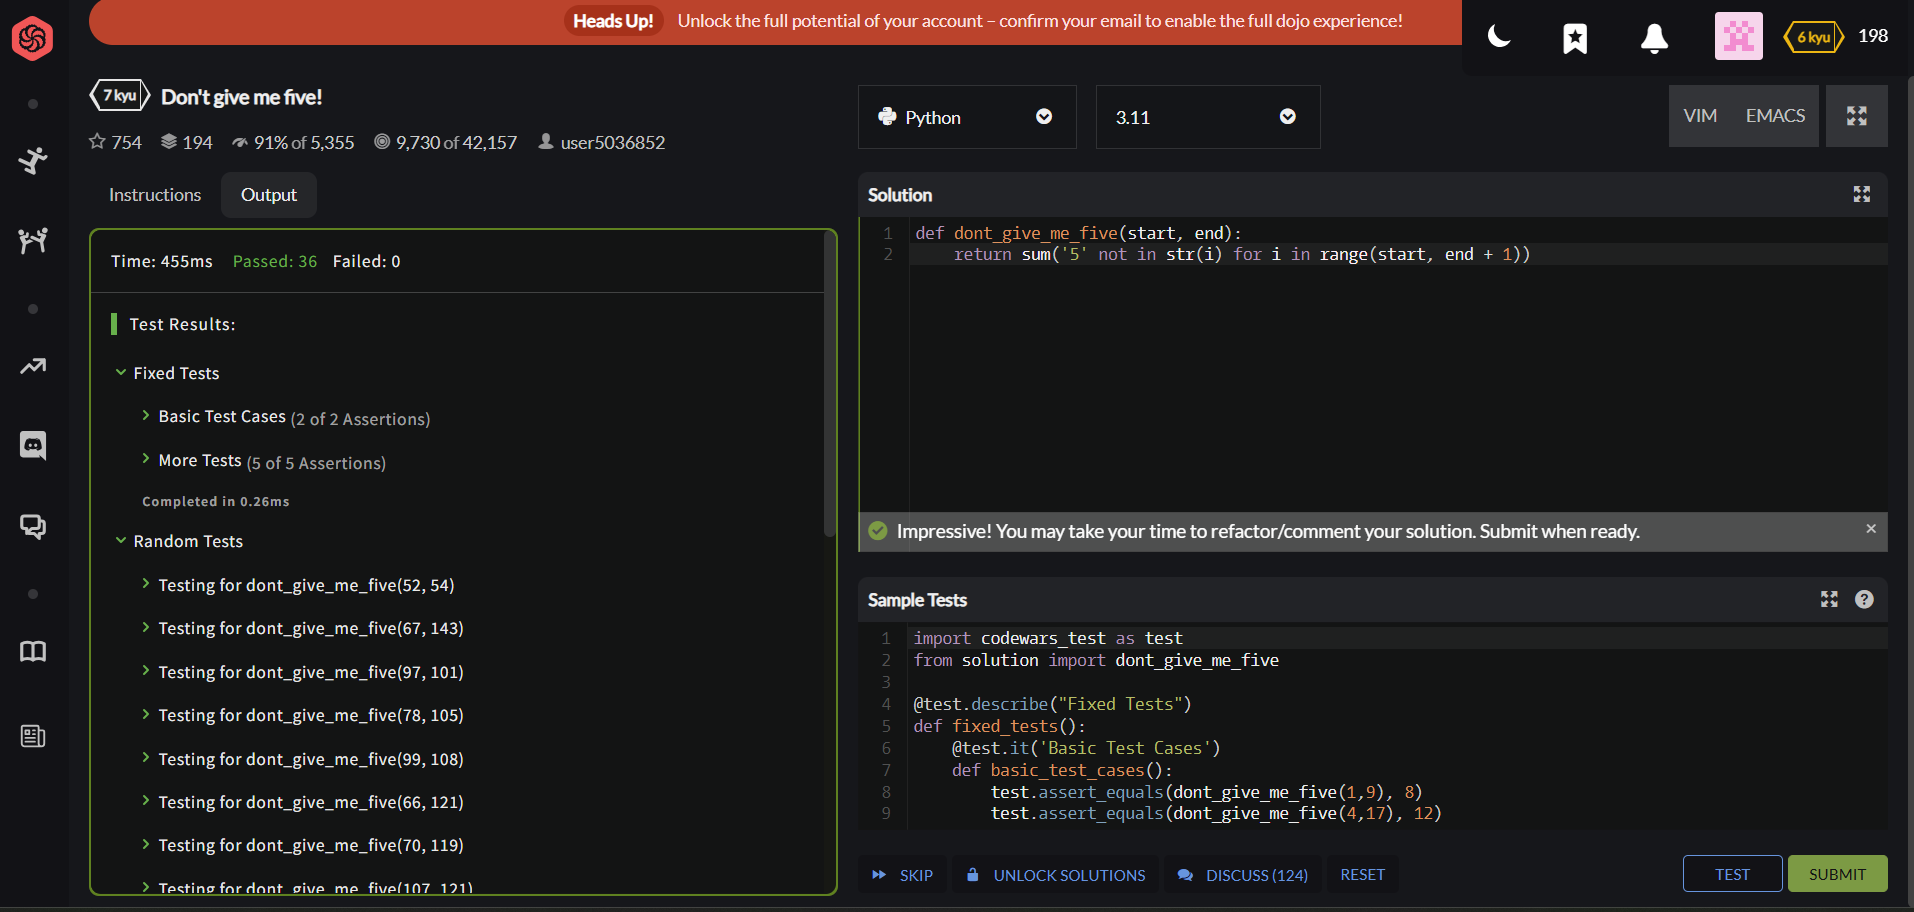 Heads Up! Unlock the full potential of your account – confirm your email to enable the full dojo experience!
6 kyu 198
7 kyu Don't give me five!
754 194 91% of 5,355 9,730 of 42,157 user5036852
Instructions Output
Time: 455ms Passed: 36 Failed: 0
Test Results:
Fixed Tests
Basic Test Cases (2 of 2 Assertions)
More Tests (5 of 5 Assertions)
Completed in 0.26ms
Random Tests
Testing for dont_give_me_five(52, 54)
Testing for dont_give_me_five(67, 143)
Testing for dont_give_me_five(97, 101)
Testing for dont_give_me_five(78, 105)
Testing for dont_give_me_five(99, 108)
Testing for dont_give_me_five(66, 121)
Testing for dont_give_me_five(70, 119)
Testing for dont_give_me_five(107, 121)
Python 3.11 VIM EMACS
Solution
1 def dont_give_me_five(start, end):
2     return sum('5' not in str(i) for i in range(start, end + 1))
Impressive! You may take your time to refactor/comment your solution. Submit when ready. ×
Sample Tests ?
1 import codewars_test as test
2 from solution import dont_give_me_five
3
4 @test.describe("Fixed Tests")
5 def fixed_tests():
6     @test.it('Basic Test Cases')
7     def basic_test_cases():
8         test.assert_equals(dont_give_me_five(1,9), 8)
9         test.assert_equals(dont_give_me_five(4,17), 12)
SKIP UNLOCK SOLUTIONS DISCUSS (124) RESET TEST SUBMIT